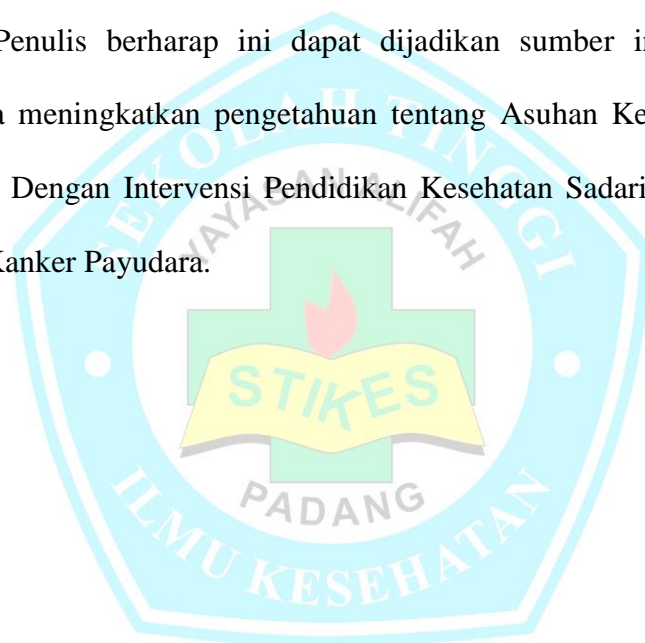 Penulis berharap ini dapat dijadikan sumber
meningkatkan pengetahuan tentang Asuhan
Dengan Intervensi Pendidikan Kesehatan Sadari
Kanker Payudara.
SEKOLAH TINGGI
YAYASAN ALIFAH
STIKES
PADANG
ILMU KESEHATAN